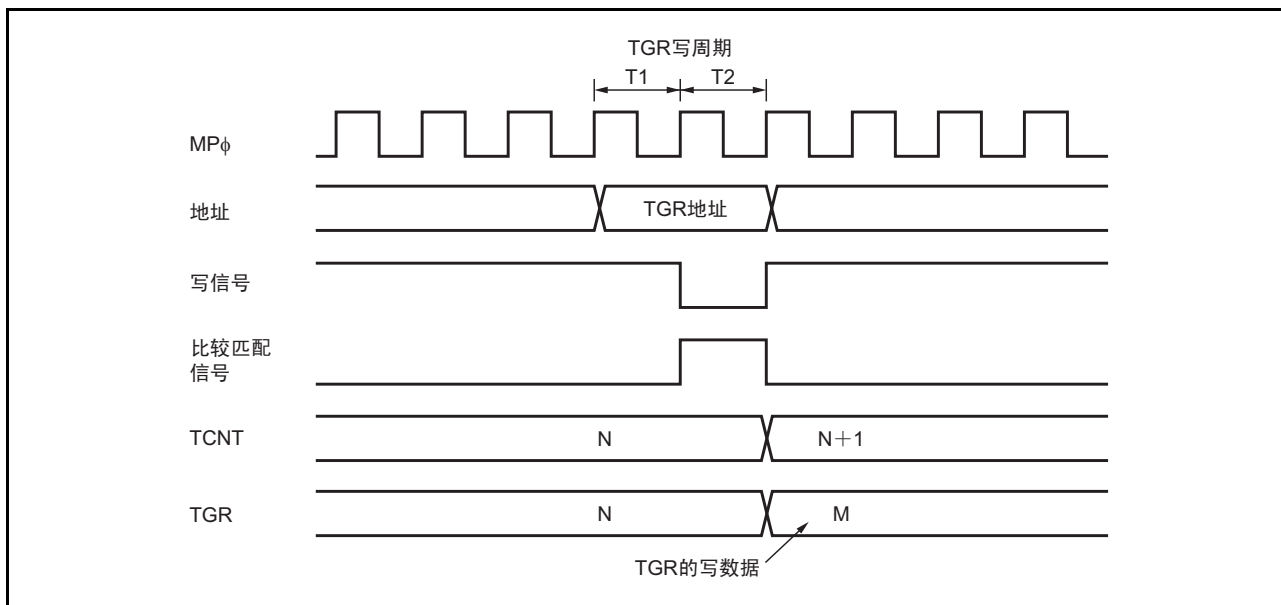 TGR写周期
T1 T2
MPϕ
地址 TGR地址
写信号
比较匹配
信号
TCNT N N＋1
TGR N M
TGR的写数据